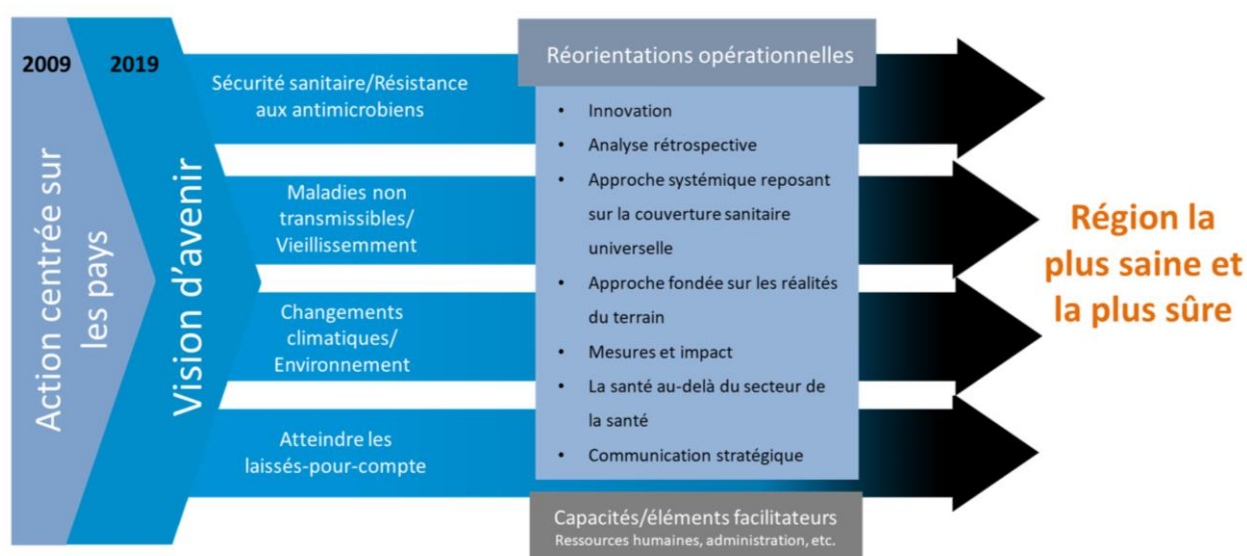 2009
2019
Action centrée sur
les pays
Vision d’avenir
Sécurité sanitaire/Résistance
aux antimicrobiens
Maladies non
transmissibles/
Vieillissemment
Changements
climatiques/
Environnement
Atteindre les
laissés-pour-compte
Réorientations opérationnelles
• Innovation
• Analyse rétrospective
• Approche systémique reposant
sur la couverture sanitaire
universelle
• Approche fondée sur les réalités
du terrain
• Mesures et impact
• La santé au-delà du secteur de
la santé
• Communication stratégique
Capacités/éléments facilitateurs
Ressources humaines, administration, etc.
Région la
plus saine et
la plus sûre